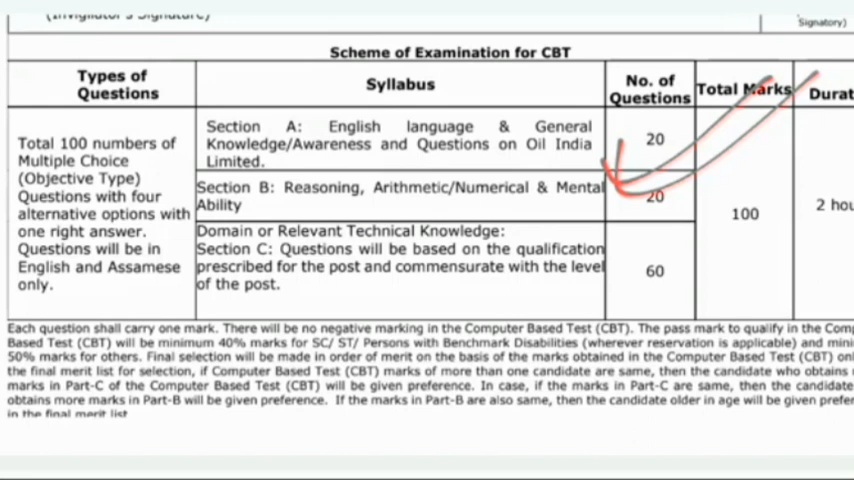 (Invigilator's Signature)
Signatory)
Scheme of Examination for CBT
Types of
Questions
Syllabus
No. of
Questions
Total Marks
Durat
Total 100 numbers of
Multiple Choice
(Objective Type)
Questions with four
alternative options with
one right answer.
Questions will be in
English and Assamese
only.
Section A: English language & General
Knowledge/Awareness and Questions on Oil India
Limited.
20
Section B: Reasoning, Arithmetic/Numerical & Mental
Ability
20
Domain or Relevant Technical Knowledge:
Section C: Questions will be based on the qualification
prescribed for the post and commensurate with the level
of the post.
60
100
2 hou
Each question shall carry one mark. There will be no negative marking in the Computer Based Test (CBT). The pass mark to qualify in the Comp
Based Test (CBT) will be minimum 40% marks for SC/ ST/ Persons with Benchmark Disabilities (wherever reservation is applicable) and mini
50% marks for others. Final selection will be made in order of merit on the basis of the marks obtained in the Computer Based Test (CBT) onl
the final merit list for selection, if Computer Based Test (CBT) marks of more than one candidate are same, then the candidate who obtains
marks in Part-C of the Computer Based Test (CBT) will be given preference. In case, if the marks in Part-C are same, then the candidate
obtains more marks in Part-B will be given preference. If the marks in Part-B are also same, then the candidate older in age will be given prefer
in the final merit list